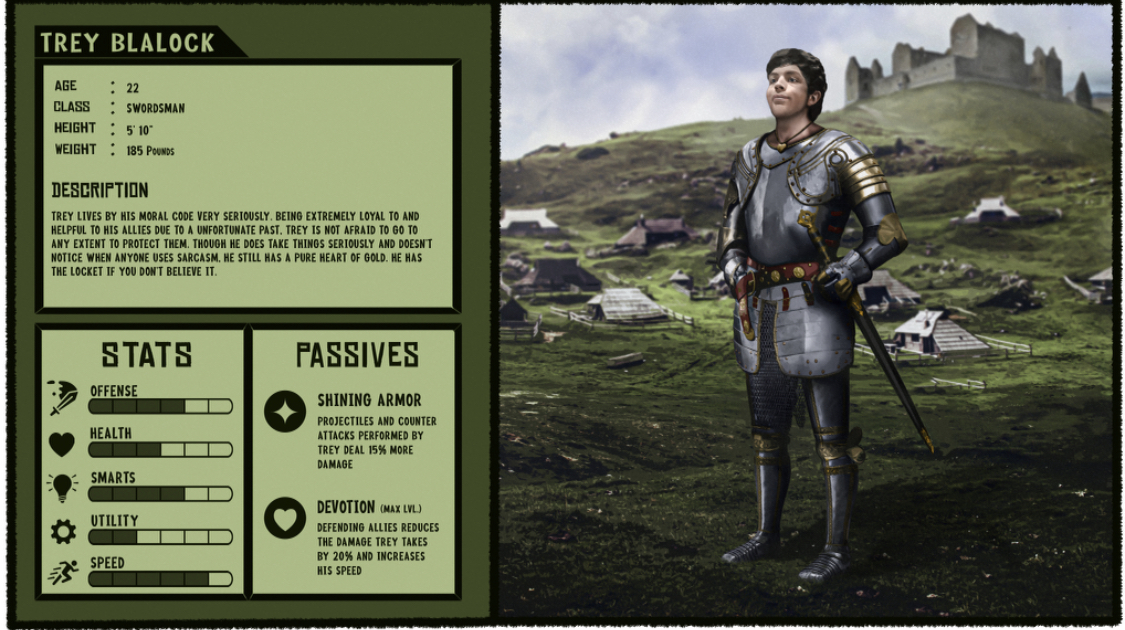 TREY BLALOCK
AGE : 22
CLASS : SWORDSMAN
HEIGHT : 5' 10"
WEIGHT : 185 POUNDS
DESCRIPTION
TREY LIVES BY HIS MORAL CODE VERY SERIOUSLY. BEING EXTREMELY LOYAL TO AND
HELPFUL TO HIS ALLIES DUE TO A UNFORTUNATE PAST, TREY IS NOT AFRAID TO GO TO
ANY EXTENT TO PROTECT THEM. THOUGH HE DOES TAKE THINGS SERIOUSLY AND DOESN'T
NOTICE WHEN ANYONE USES SARCASM, HE STILL HAS A PURE HEART OF GOLD. HE HAS
THE LOCKET IF YOU DON'T BELIEVE IT.
STATS
OFFENSE
HEALTH
SMARTS
UTILITY
SPEED
PASSIVES
SHINING ARMOR
PROJECTILES AND COUNTER
ATTACKS PERFORMED BY
TREY DEAL 15% MORE
DAMAGE
DEVOTION (MAX LVL.)
DEFENDING ALLIES REDUCES
THE DAMAGE TREY TAKES
BY 20% AND INCREASES
HIS SPEED